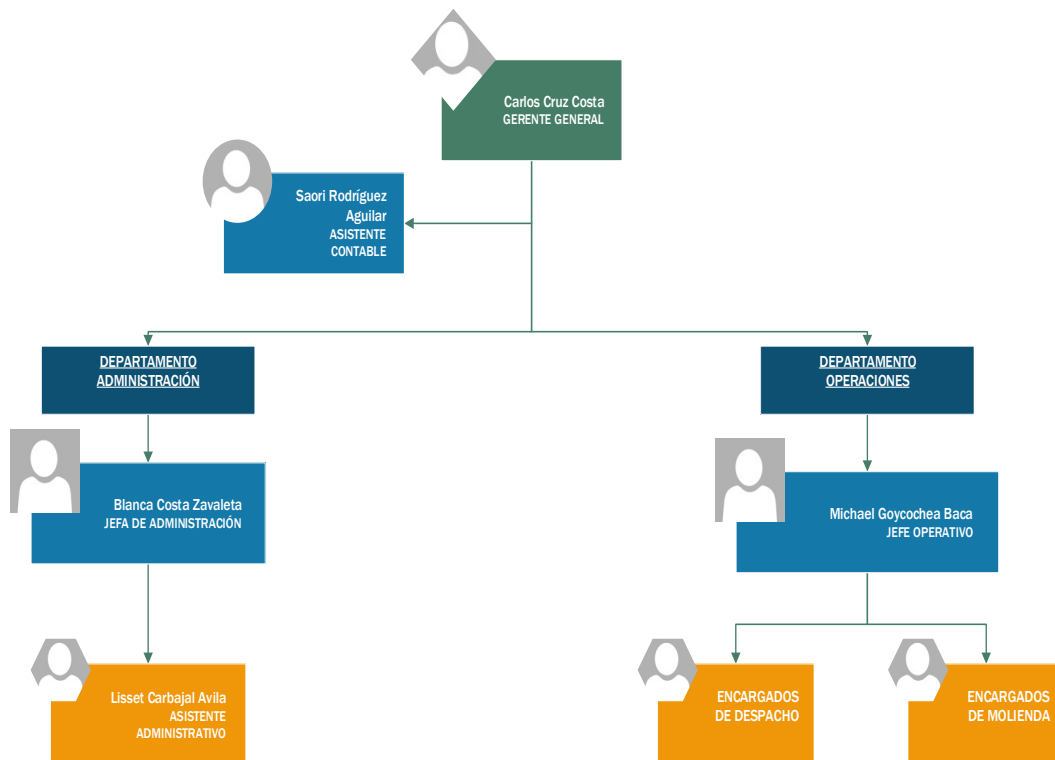 Carlos Cruz Costa
GERENTE GENERAL
Saori Rodríguez
Aguilar
ASISTENTE
CONTABLE
DEPARTAMENTO
ADMINISTRACIÓN
DEPARTAMENTO
OPERACIONES
Blanca Costa Zavaleta
JEFA DE ADMINISTRACIÓN
Michael Goycochea Baca
JEFE OPERATIVO
Lisset Carbajal Avila
ASISTENTE
ADMINISTRATIVO
ENCARGADOS
DE DESPACHO
ENCARGADOS
DE MOLIENDA